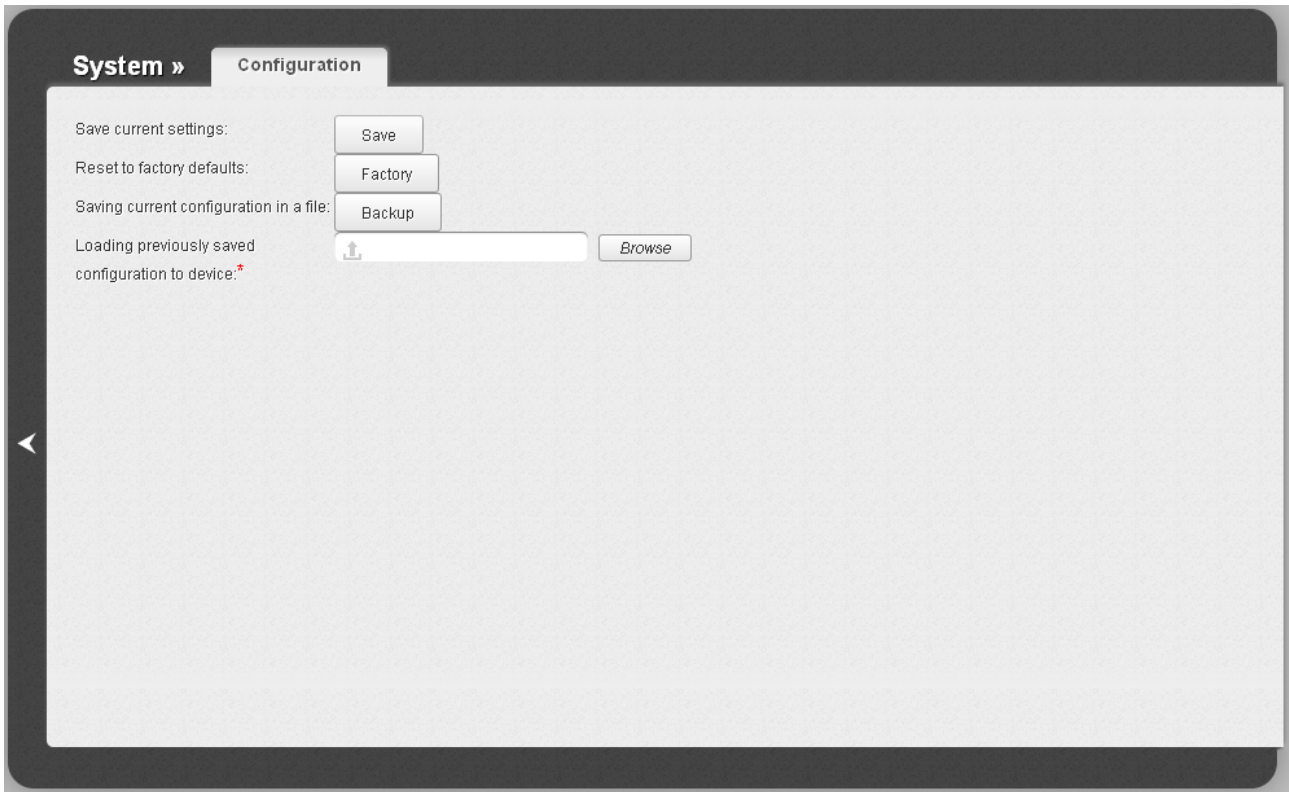 System » Configuration
Save current settings: Save
Reset to factory defaults: Factory
Saving current configuration in a file: Backup
Loading previously saved Browse
configuration to device:*